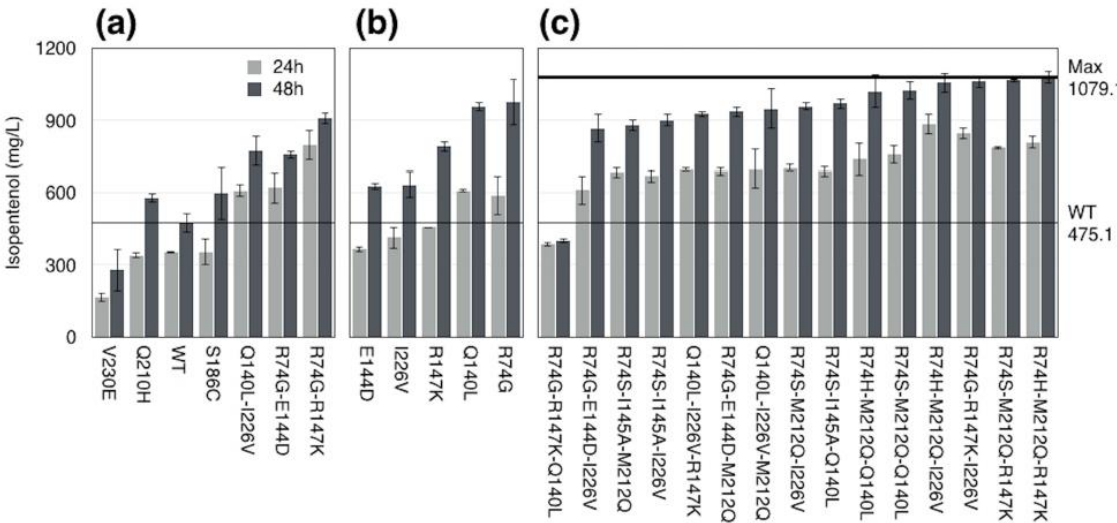 (a)
(b)
(c)
Isopentenol (mg/L)
1200
900
600
300
0
24h
48h
Max
1079.1
WT
475.1
V230E
Q210H
WT
S186C
Q140L-I226V
R74G-E144D
R74G-R147K
E144D
I226V
R147K
Q140L
R74G
R74G-R147K-Q140L
R74G-E144D-I226V
R74S-I145A-M212Q
R74S-I145A-I226V
Q140L-I226V-R147K
R74G-E144D-M212Q
Q140L-I226V-M212Q
R74S-M212Q-I226V
R74S-I145A-Q140L
R74H-M212Q-Q140L
R74S-M212Q-Q140L
R74H-M212Q-I226V
R74G-R147K-I226V
R74S-M212Q-R147K
R74H-M212Q-R147K